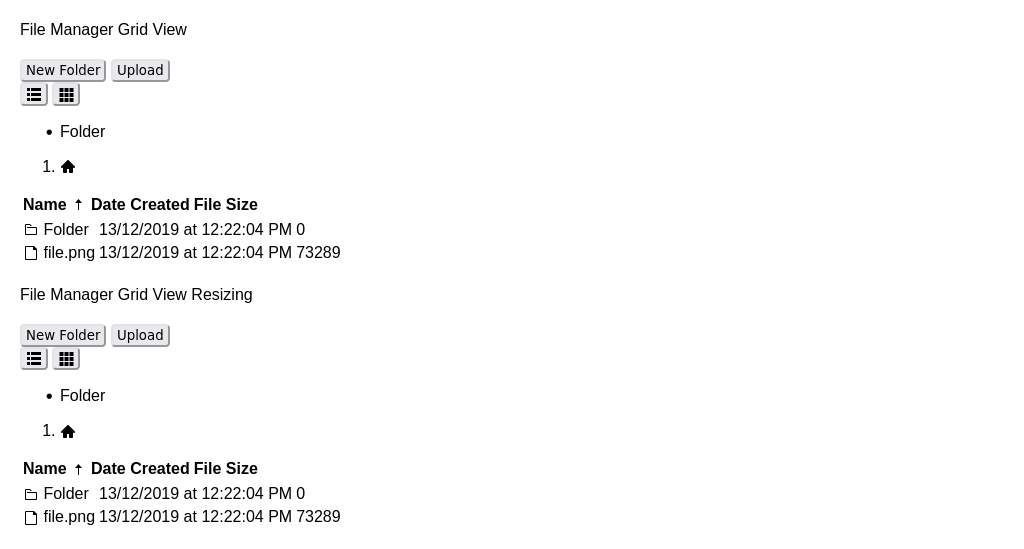 File Manager Grid View
New Folder Upload
• Folder
1.
Name ↑ Date Created File Size
Folder 13/12/2019 at 12:22:04 PM 0
file.png 13/12/2019 at 12:22:04 PM 73289
File Manager Grid View Resizing
New Folder Upload
• Folder
1.
Name ↑ Date Created File Size
Folder 13/12/2019 at 12:22:04 PM 0
file.png 13/12/2019 at 12:22:04 PM 73289